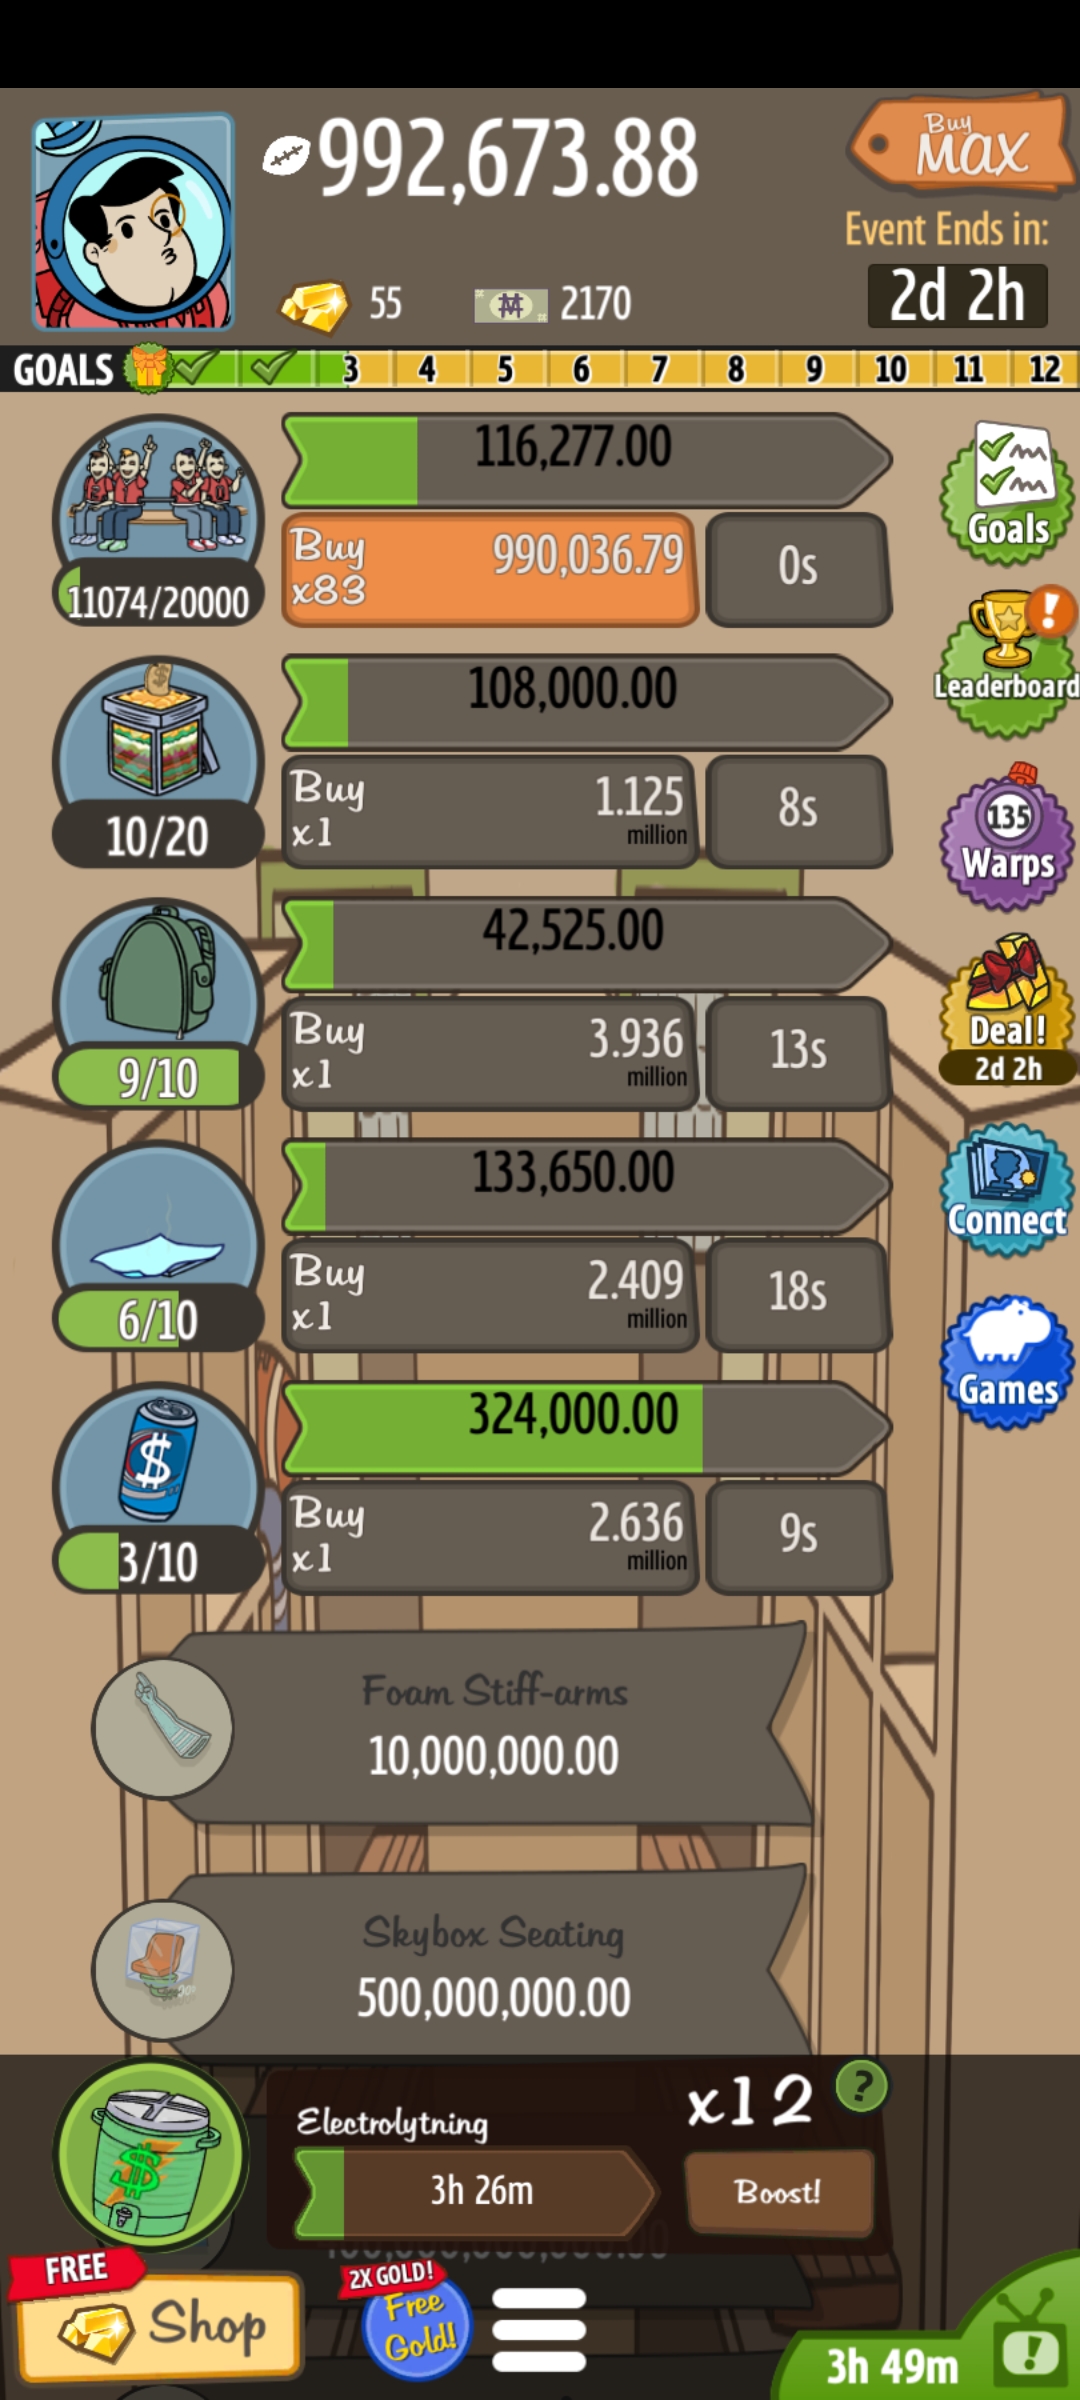 992,673.88
Buy
MAX
Event Ends in:
55
2170
2d 2h
GOALS 3 4 5 6 7 8 9 10 11 12
116,277.00
Goals
Buy
x83
990,036.79
0s
11074/20000
108,000.00
Leaderboard
Buy
x1
1.125
million
8s
10/20
135
Warps
42,525.00
Buy
x1
3.936
million
13s
9/10
Deal!
2d 2h
133,650.00
Connect
Buy
x1
2.409
million
18s
6/10
324,000.00
Games
Buy
x1
2.636
million
9s
3/10
Foam Stiff-arms
10,000,000.00
Skybox Seating
500,000,000.00
x12
?
Electrolytning
3h 26m
Boost!
FREE
Shop
2X GOLD!
Free
Gold!
3h 49m